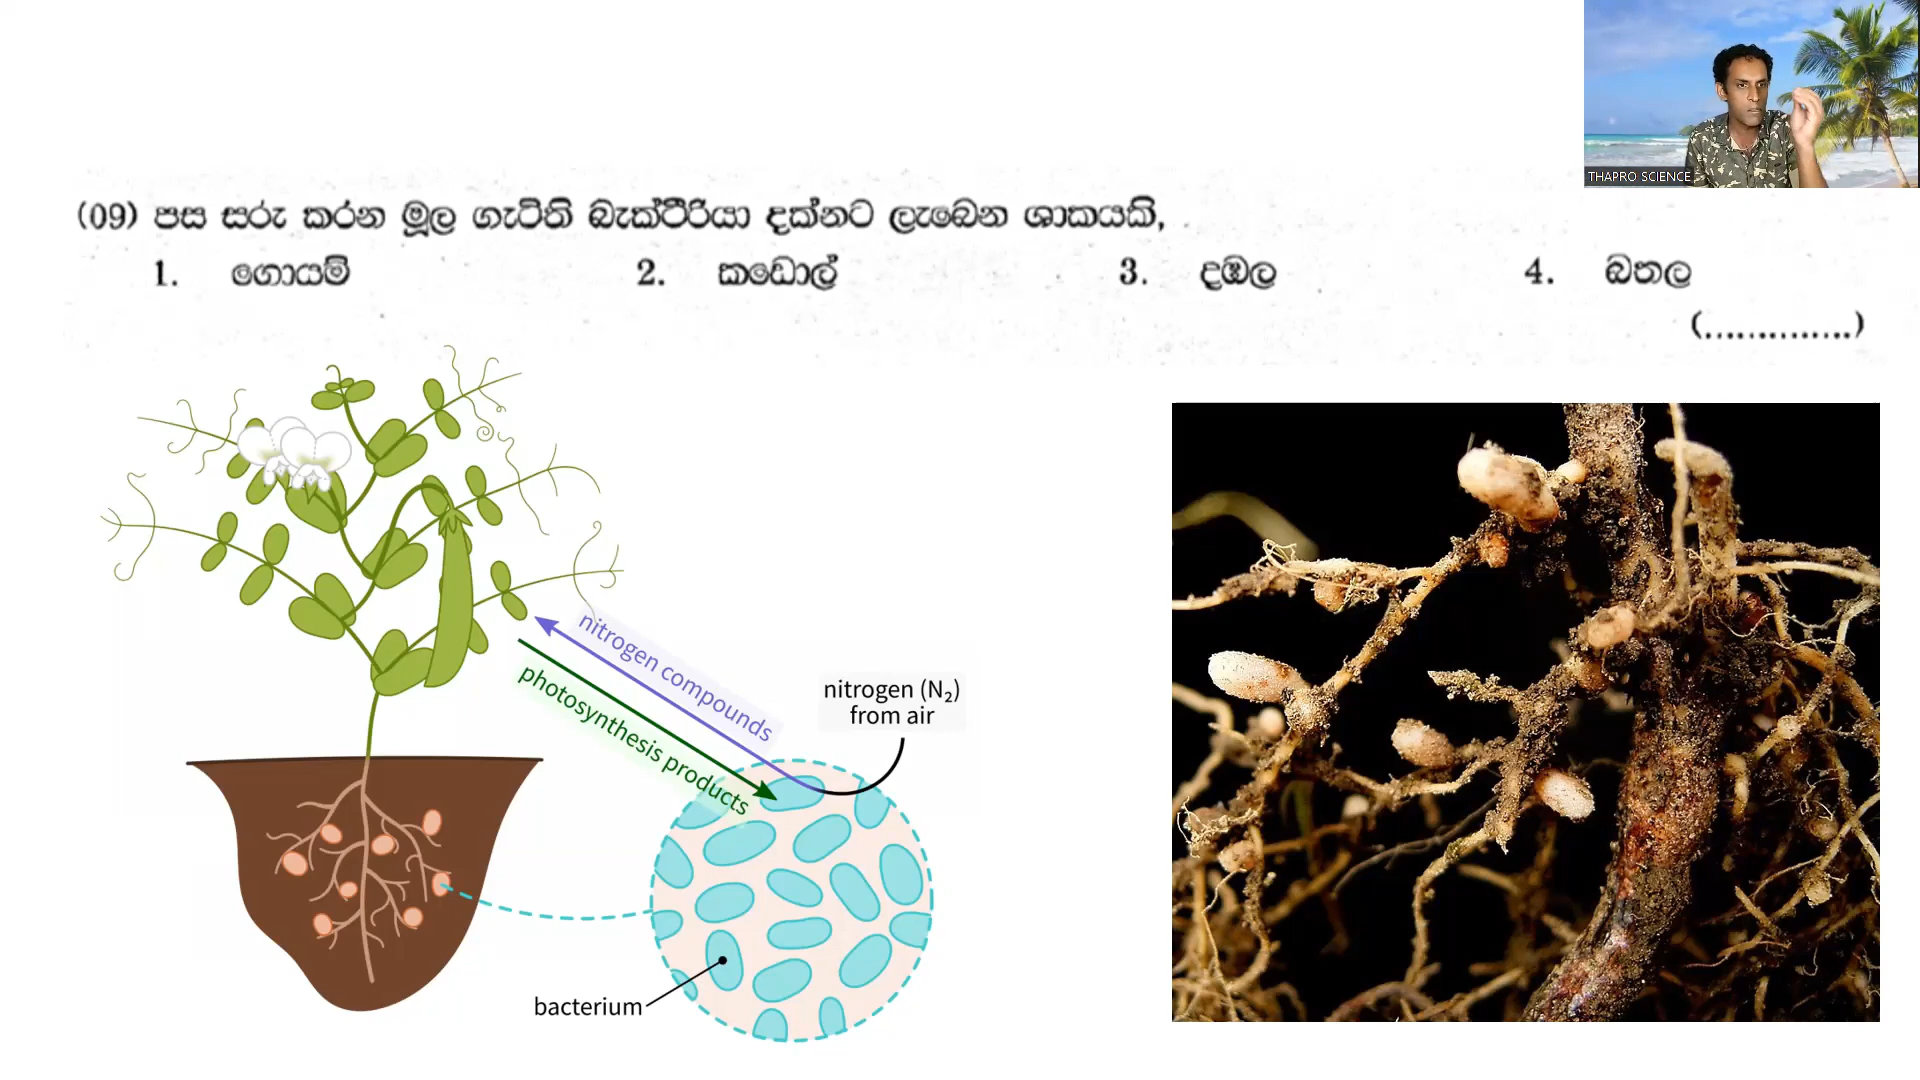 THAPRO SCIENCE
(09) පස සරු කරන මූල ගැටිති බැක්ටීරියා දක්නට ලැබෙන ශාකයකි,
1. ගොයම් 2. කඩොල් 3. දඹල 4. බතල
(..............)
nitrogen compounds
photosynthesis products
nitrogen (N₂)
from air
bacterium